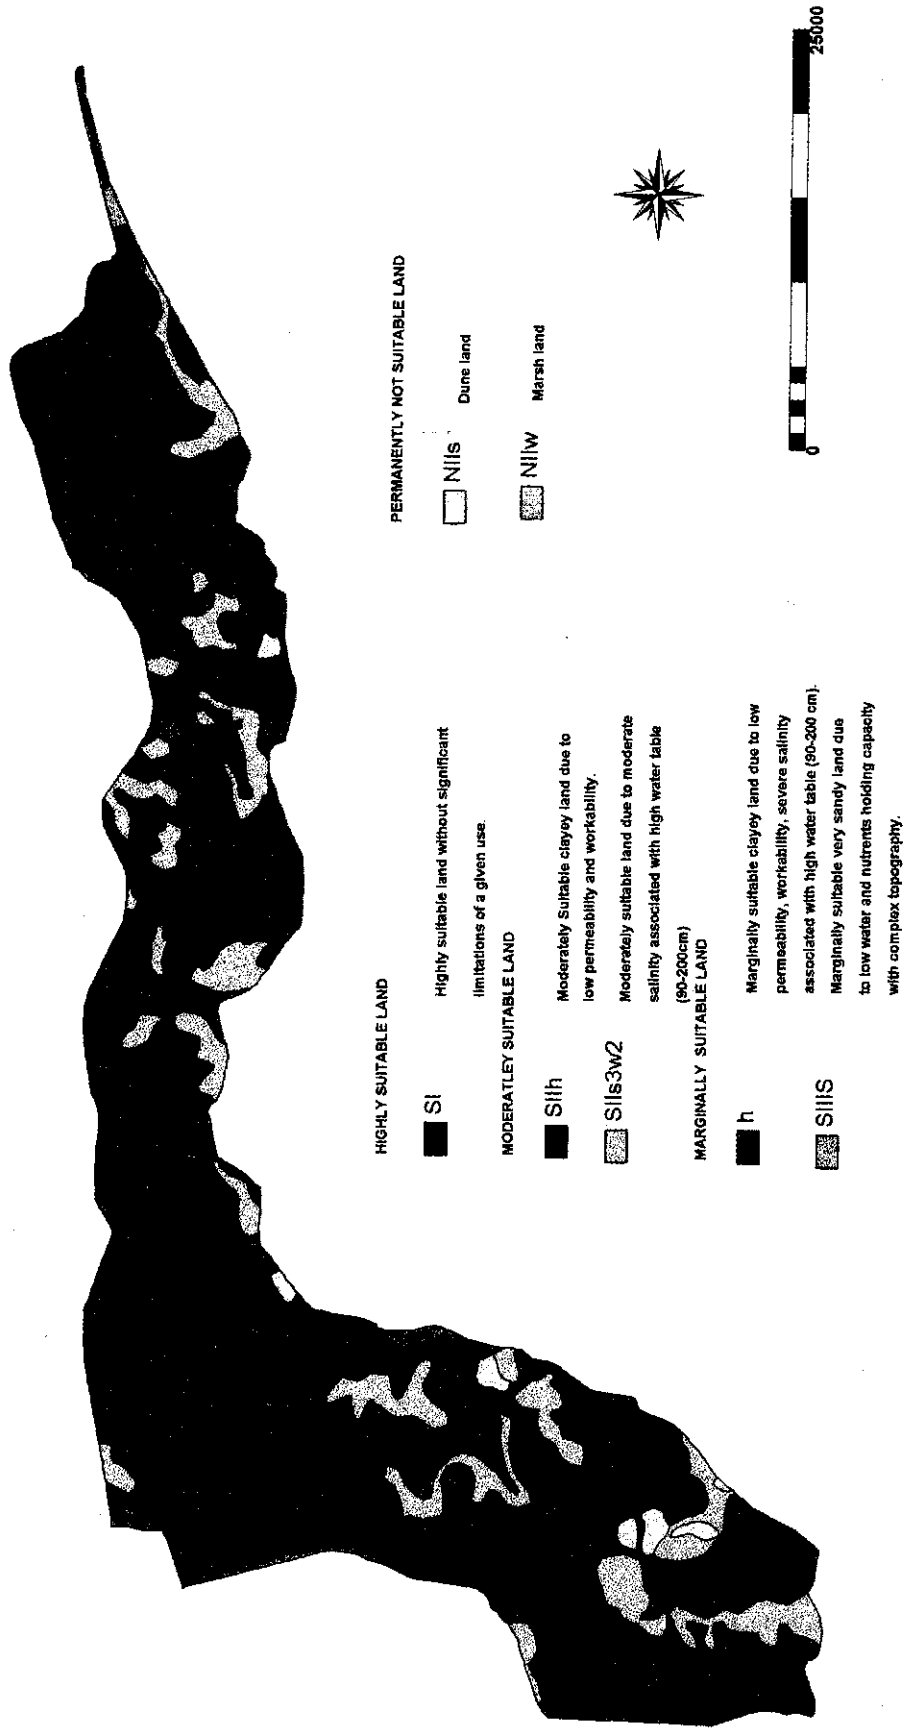 HIGHLY SUITABLE LAND
SI
Highly suitable land without significant
limitations of a given use.
MODERATLEY SUITABLE LAND
SIIh
Moderately Suitable clayey land due to
low permeability and workability.
SIIs3w2
Moderately suitable land due to moderate
salinity associated with high water table
(90-200cm)
MARGINALLY SUITABLE LAND
h
Marginally suitable clayey land due to low
permeability, workability, severe salinity
associated with high water table (90-200 cm).
SIIIS
Marginally suitable very sandy land due
to low water and nutrents holding capacity
with complex topography.
PERMANENTLY NOT SUITABLE LAND
NIIs
Dune land
NIIw
Marsh land
0
25000